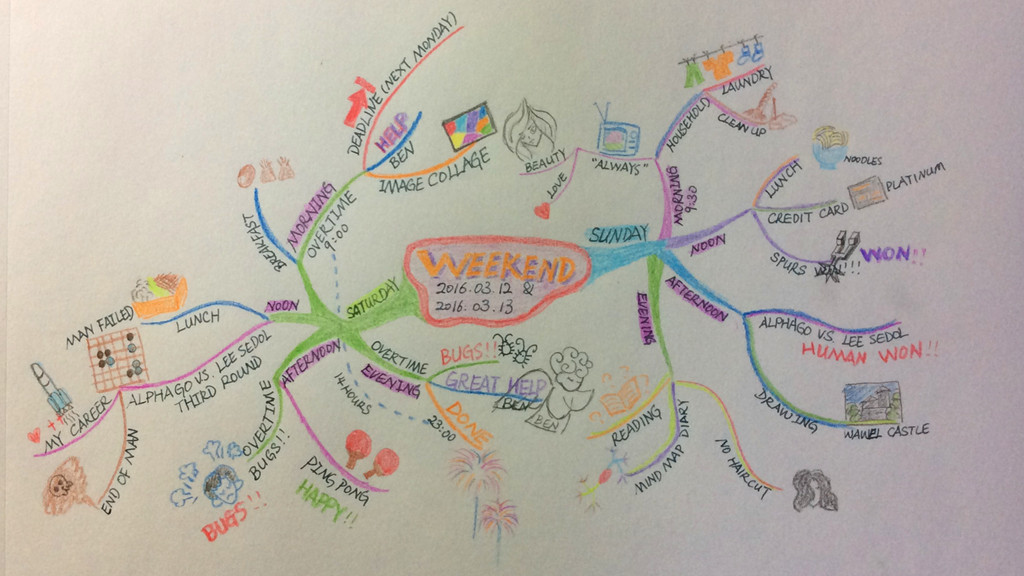 WEEKEND
2016.03.12 &
2016.03.13
SATURDAY
MORNING
OVERTIME
9:00
BREAKFAST
DEADLINE (NEXT MONDAY)
HELP
BEN
IMAGE COLLAGE
NOON
LUNCH
ALPHAGO VS. LEE SEDOL
THIRD ROUND
MAN FAILED
MY CAREER
END OF MAN
AFTERNOON
OVERTIME
BUGS!!
BUGS!!
PING PONG
HAPPY!!
14 HOURS
EVENING
OVERTIME
BUGS!!
GREAT HELP
BEN
BEN
DONE
23:00
SUNDAY
MORNING
9:30
HOUSEHOLD
LAUNDRY
CLEAN UP
"ALWAYS"
BEAUTY
LOVE
NOON
LUNCH
NOODLES
CREDIT CARD
PLATINUM
SPURS
WON!!
AFTERNOON
ALPHAGO VS. LEE SEDOL
HUMAN WON!!
DRAWING
WAWEL CASTLE
EVENING
READING
MIND MAP DIARY
NO HAIRCUT